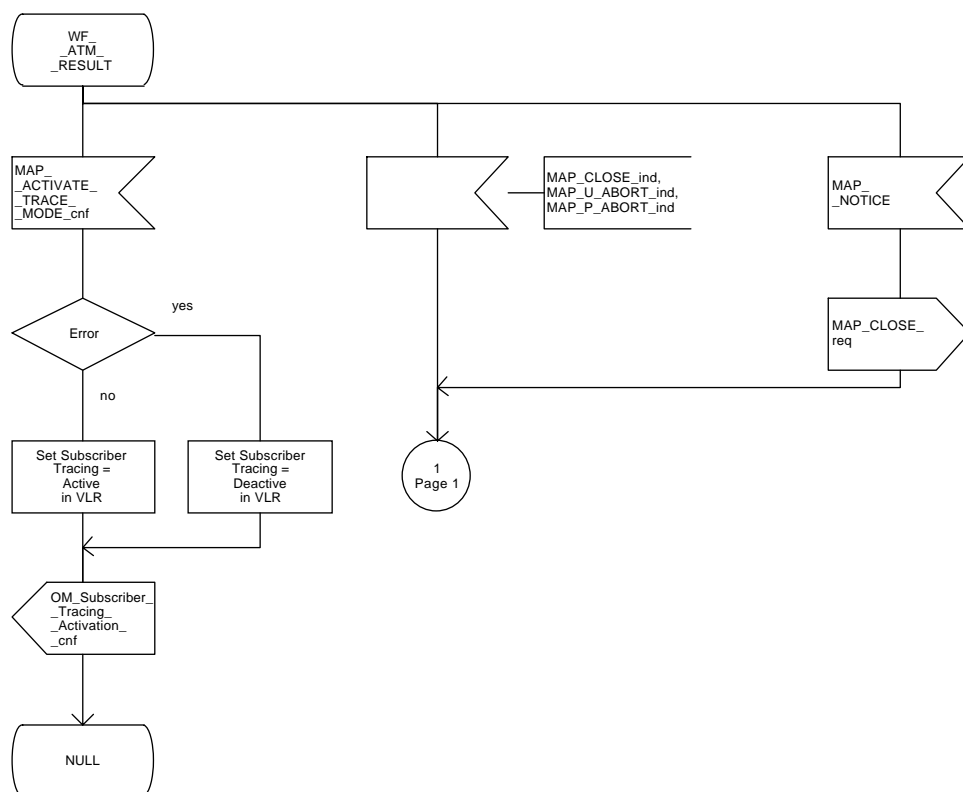 WF_
_ATM_
_RESULT
MAP_
_ACTIVATE_
_TRACE_
_MODE_cnf
MAP_CLOSE_ind,
MAP_U_ABORT_ind,
MAP_P_ABORT_ind
MAP_
_NOTICE
yes
Error
MAP_CLOSE_
req
no
Set Subscriber
Tracing =
Active
in VLR
Set Subscriber
Tracing =
Deactive
in VLR
1
Page 1
OM_Subscriber_
_Tracing_
_Activation_
_cnf
NULL